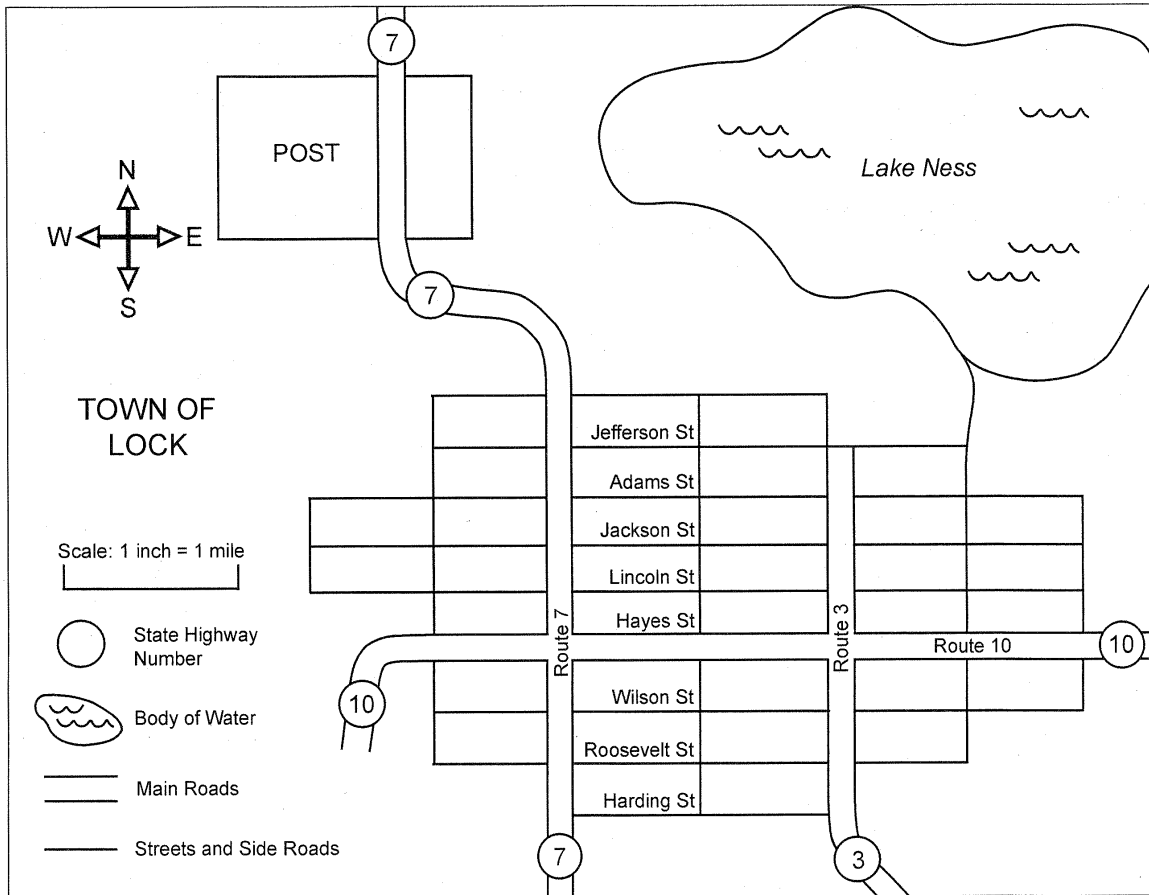 7
POST
N
W E
S
Lake Ness
7
TOWN OF
LOCK
Jefferson St
Adams St
Jackson St
Lincoln St
Hayes St
Scale: 1 inch = 1 mile
State Highway
Number
Route 7
Route 3
Route 10
10
10
Wilson St
Body of Water
Roosevelt St
Main Roads
Harding St
Streets and Side Roads
7
3